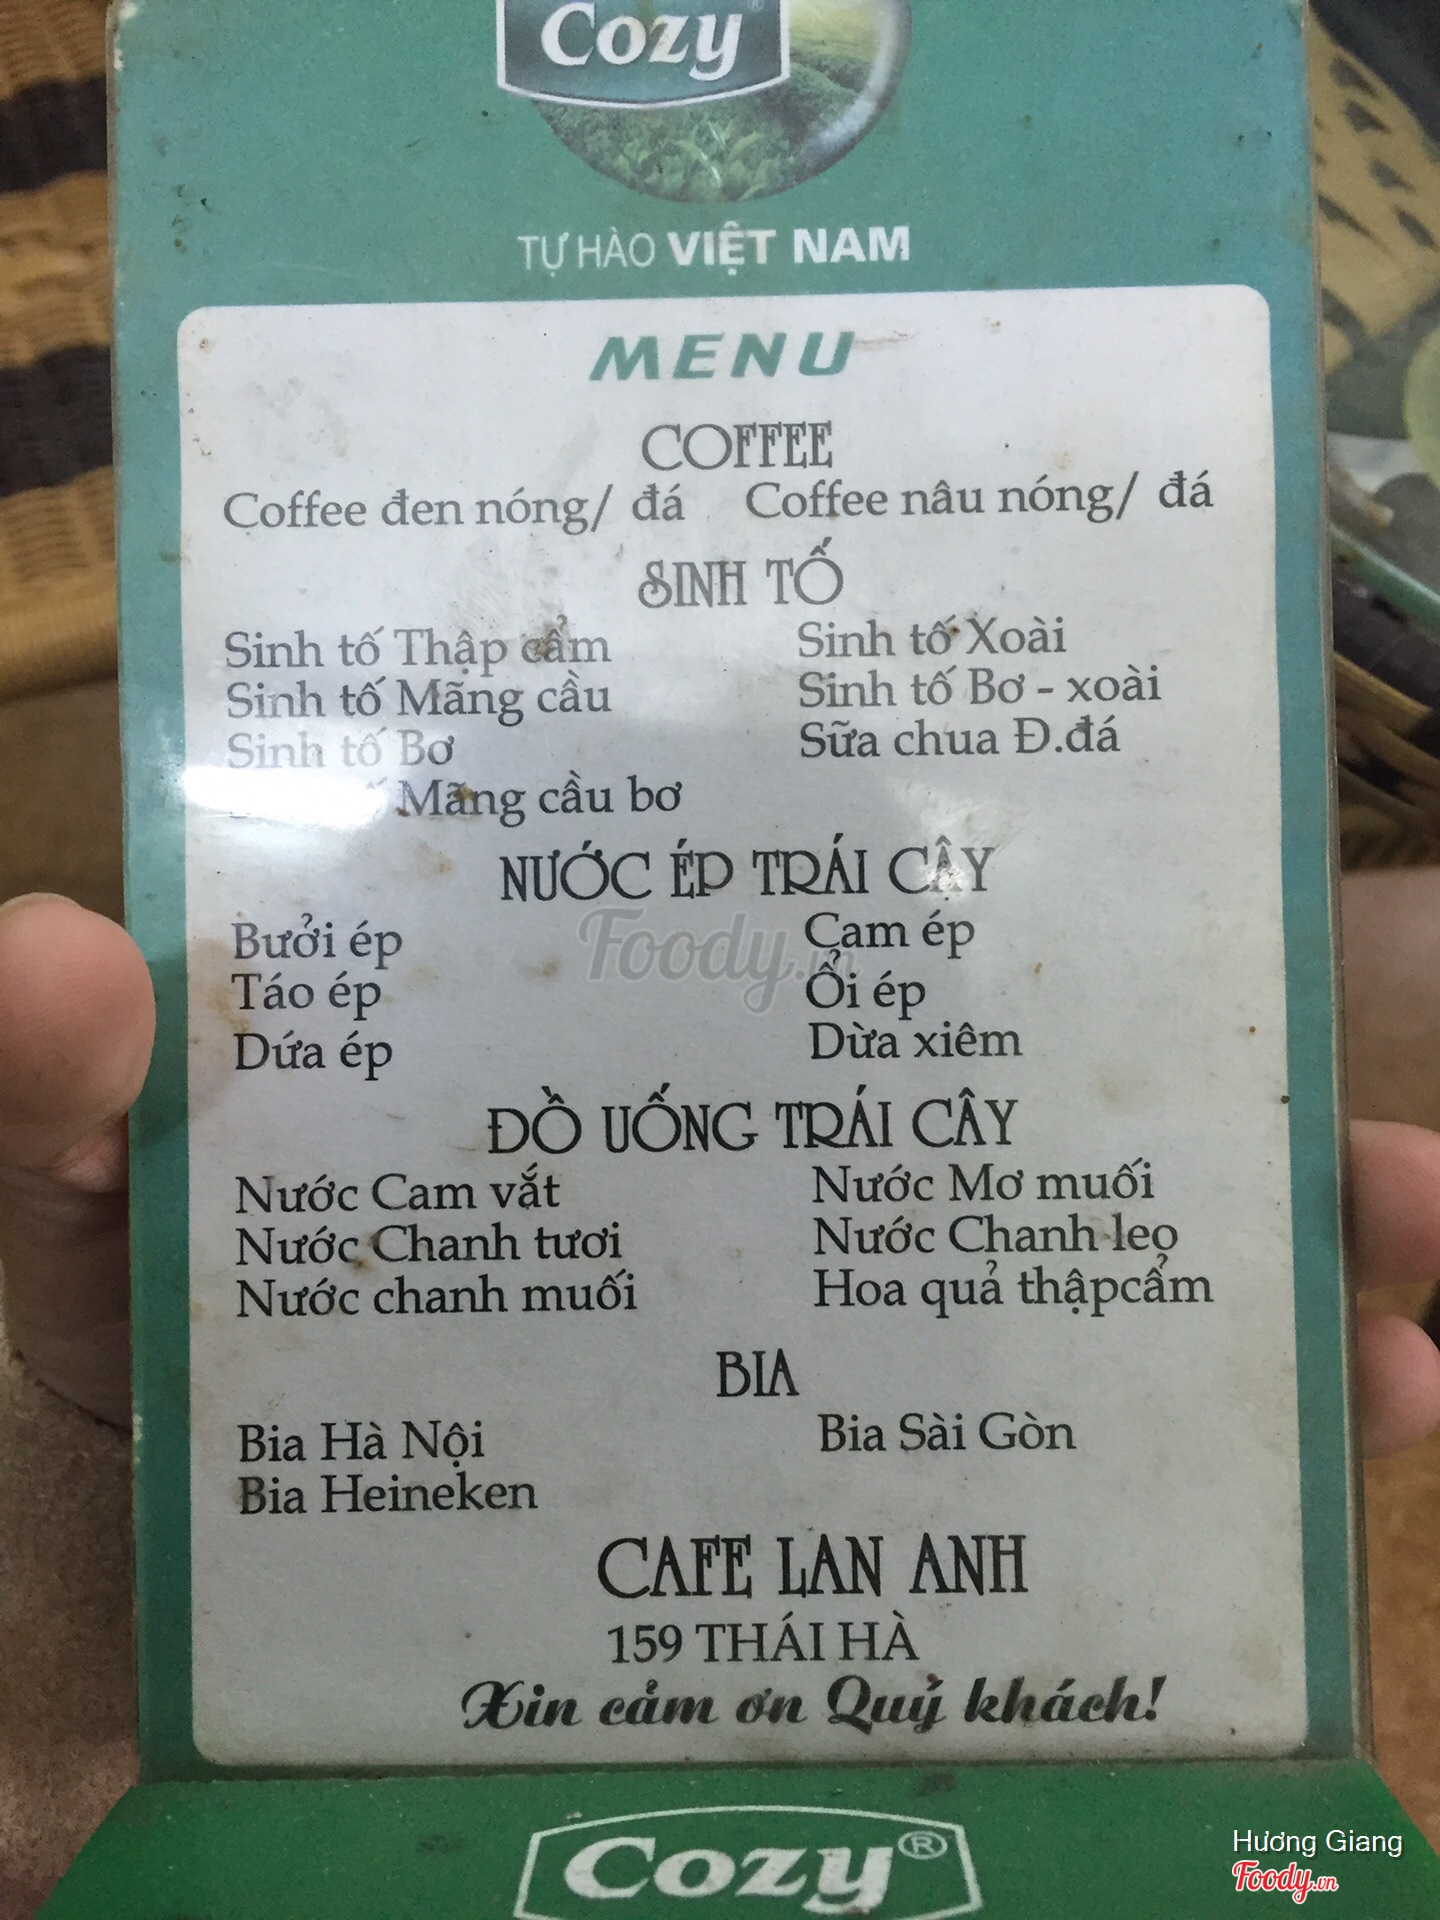 Cozy
TỰ HÀO VIỆT NAM
MENU
COFFEE
Coffee đen nóng/ đá Coffee nâu nóng/ đá
SINH TỐ
Sinh tố Thập cẩm Sinh tố Xoài
Sinh tố Mãng cầu Sinh tố Bơ - xoài
Sinh tố Bơ Sữa chua Đ.đá
Mãng cầu bơ
NƯỚC ÉP TRÁI CẬY
Bưởi ép Cam ép
Táo ép Ổi ép
Dứa ép Dừa xiêm
ĐỒ UỐNG TRÁI CÂY
Nước Cam vắt Nước Mơ muối
Nước Chanh tươi Nước Chanh leo
Nước chanh muối Hoa quả thậpcẩm
BIA
Bia Hà Nội Bia Sài Gòn
Bia Heineken
CAFE LAN ANH
159 THÁI HÀ
Xin cảm ơn Quý khách!
Cozy®
Foody.vn
Hương Giang
Foody.vn